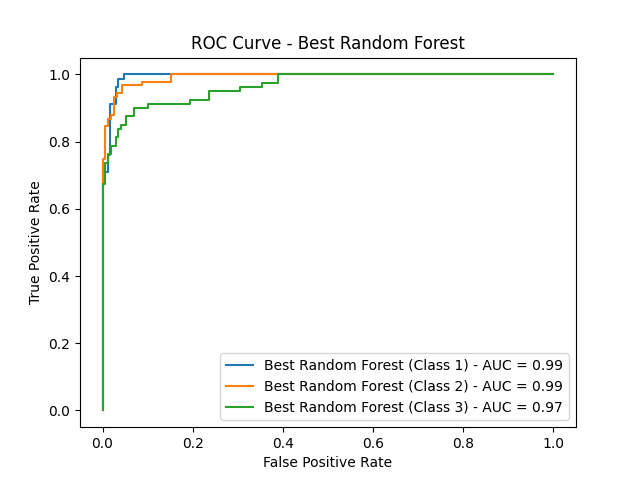 ROC Curve - Best Random Forest
1.0
0.8
0.6
0.4
0.2
0.0
True Positive Rate
Best Random Forest (Class 1) - AUC = 0.99
Best Random Forest (Class 2) - AUC = 0.99
Best Random Forest (Class 3) - AUC = 0.97
0.0 0.2 0.4 0.6 0.8 1.0
False Positive Rate